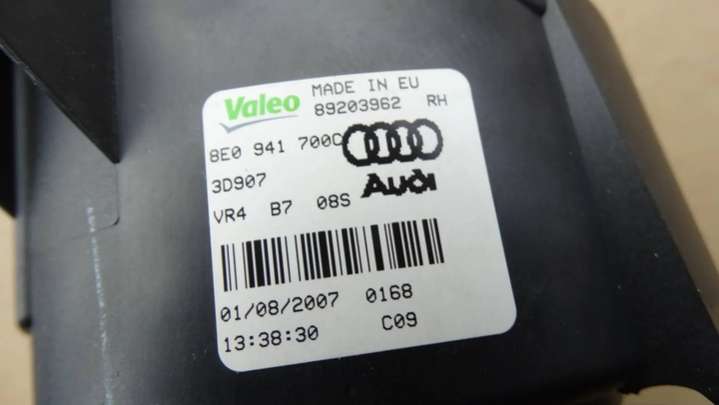 Valeo MADE IN EU
89203962 RH
8E0 941 700C
3D907 Audi
VR4 B7 08S
01/08/2007 0168
13:38:30 C09